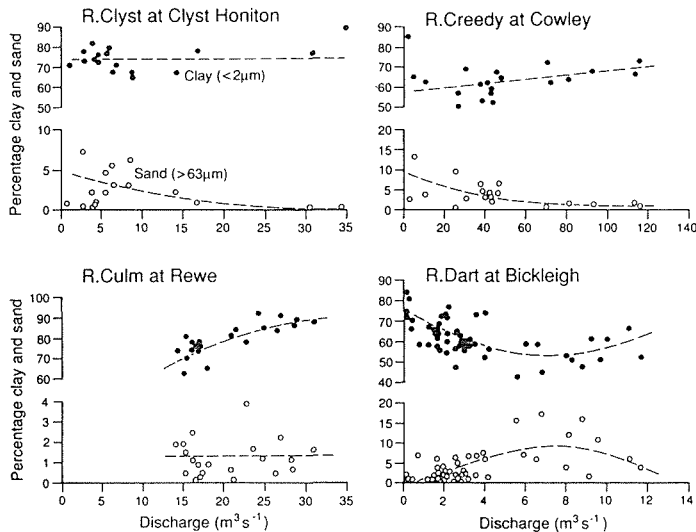 R.Clyst at Clyst Honiton
R.Creedy at Cowley
Percentage clay and sand
90
80
70
60
50
Clay (<2μm)
10
5
0
Sand (>63μm)
0 5 10 15 20 25 30 35
90
80
70
60
50
20
15
10
5
0
0 20 40 60 80 100 120 140
R.Culm at Rewe
R.Dart at Bickleigh
Percentage clay and sand
100
90
80
70
60
4
3
2
1
0
0 5 10 15 20 25 30 35
Discharge (m³s⁻¹)
90
80
70
60
50
40
20
15
10
5
0
0 2 4 6 8 10 12 14
Discharge (m³s⁻¹)